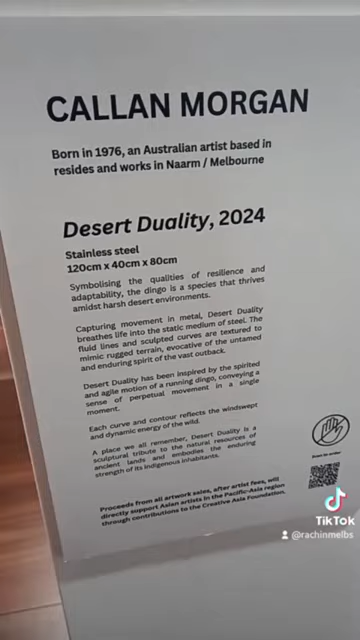 CALLAN MORGAN
Born in 1976, an Australian artist based in
resides and works in Naarm / Melbourne
Desert Duality, 2024
Stainless steel
120cm x 40cm x 80cm
Symbolising the qualities of resilience and
adaptability, the dingo is a species that thrives
amidst harsh desert environments.
Capturing movement in metal, Desert Duality
breathes life into the static medium of steel. The
fluid lines and sculpted curves are textured to
mimic rugged terrain, evocative of the untamed
and enduring spirit of the vast outback.
Desert Duality has been inspired by the spirited
and agile motion of a running dingo, conveying a
sense of perpetual movement in a single
moment.
Each curve and contour reflects the windswept
and dynamic energy of the wild.
A place we all remember, Desert Duality is a
sculptural tribute to the natural resources of
ancient lands and embodies the enduring
strength of its indigenous inhabitants.
Proceeds from all artwork sales, after artist fees, will
directly support Asian artists in the Pacific-Asia region
through contributions to the Creative Asia Foundation.
TikTok
@rachinmelbs